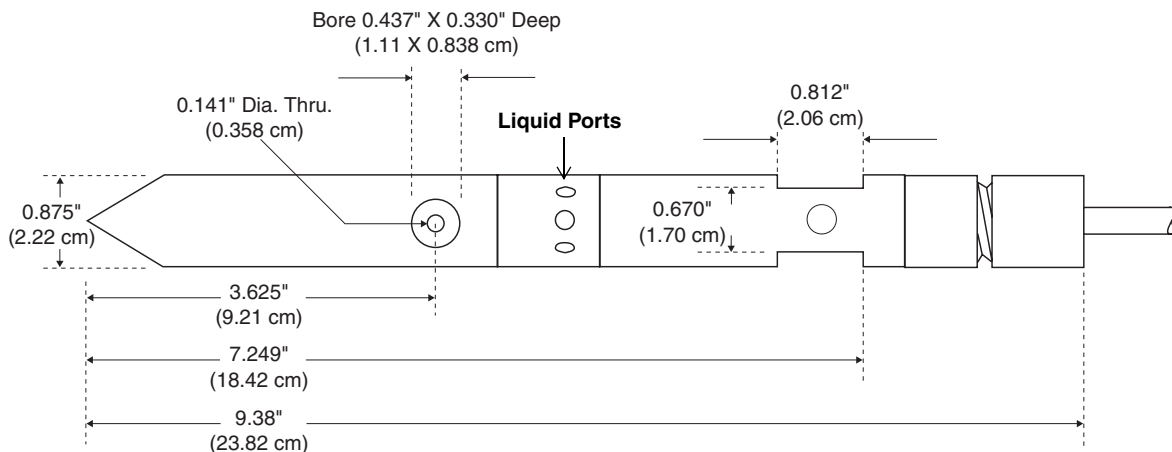 Bore 0.437" X 0.330" Deep
(1.11 X 0.838 cm)
0.141" Dia. Thru.
(0.358 cm)
Liquid Ports
0.812"
(2.06 cm)
0.875"
(2.22 cm)
0.670"
(1.70 cm)
3.625"
(9.21 cm)
7.249"
(18.42 cm)
9.38"
(23.82 cm)